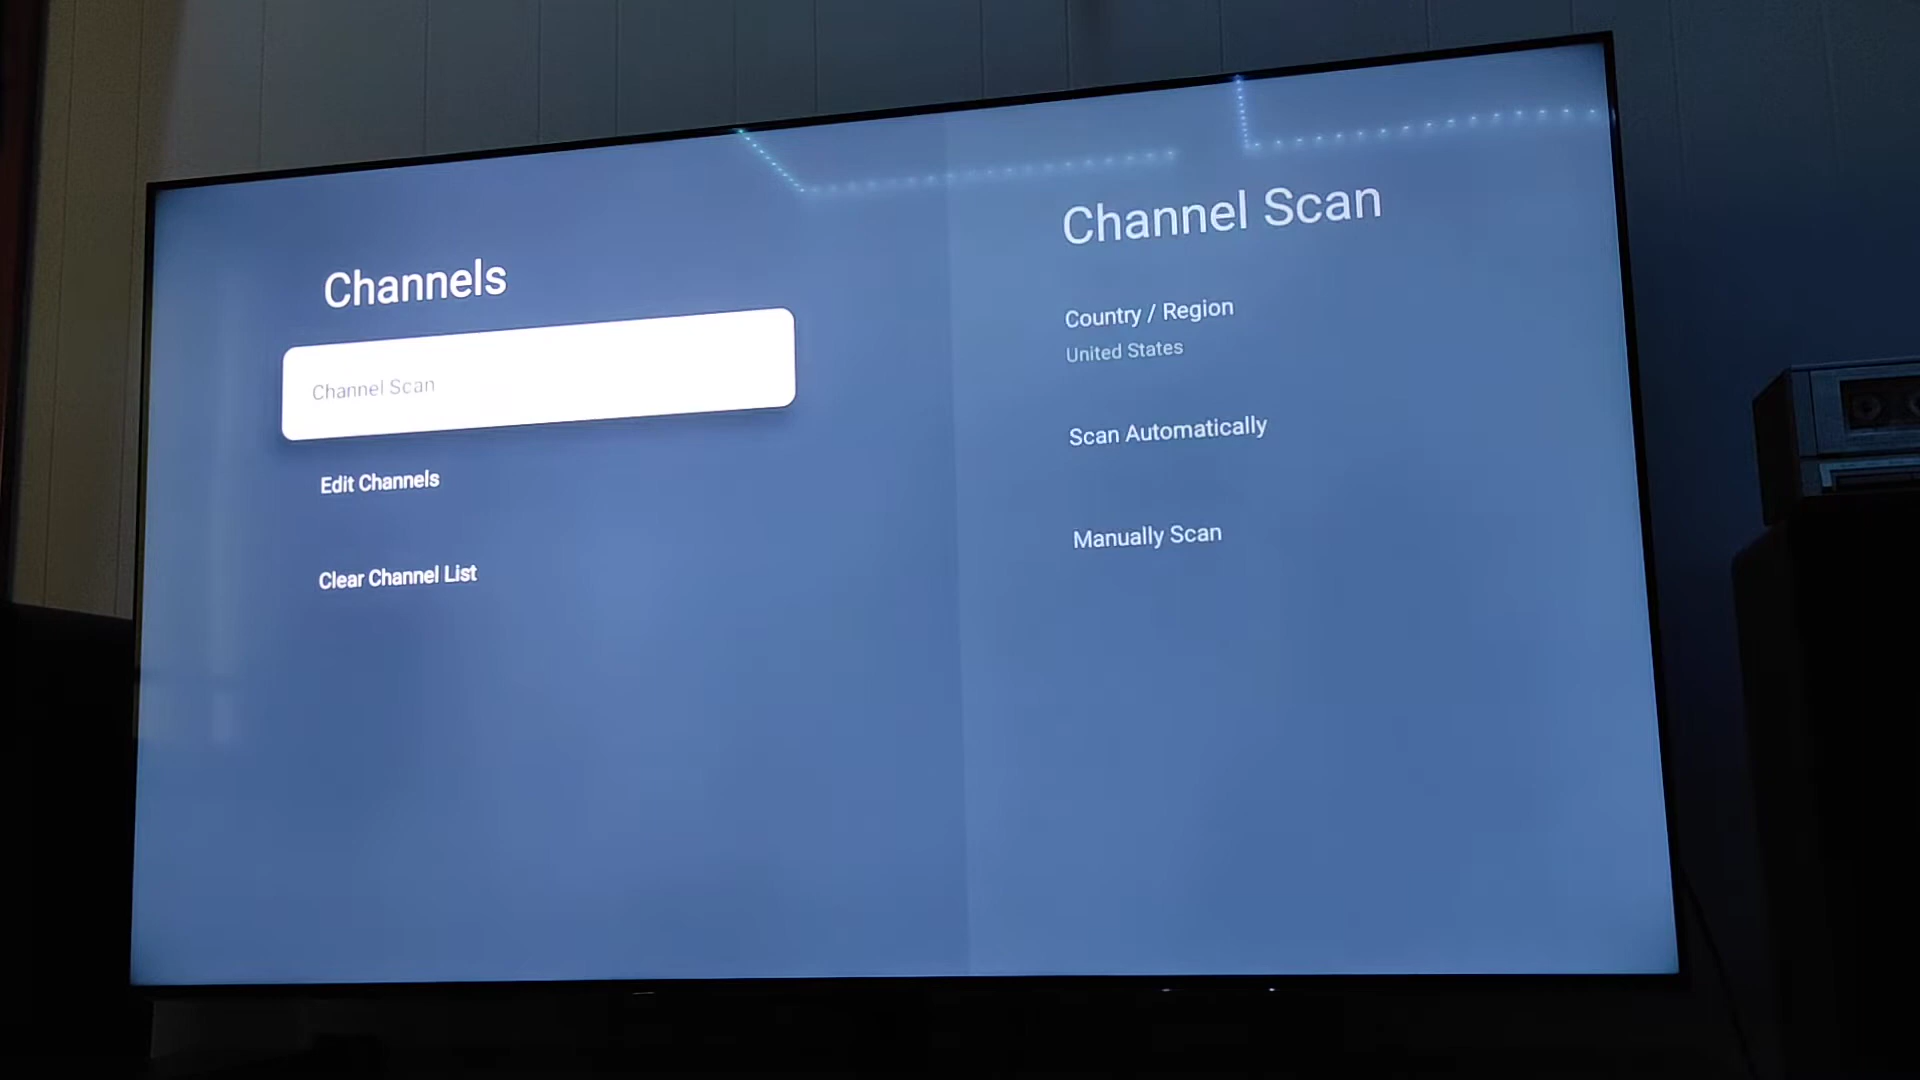 Channels
Channel Scan
Edit Channels
Clear Channel List
Channel Scan
Country / Region
United States
Scan Automatically
Manually Scan